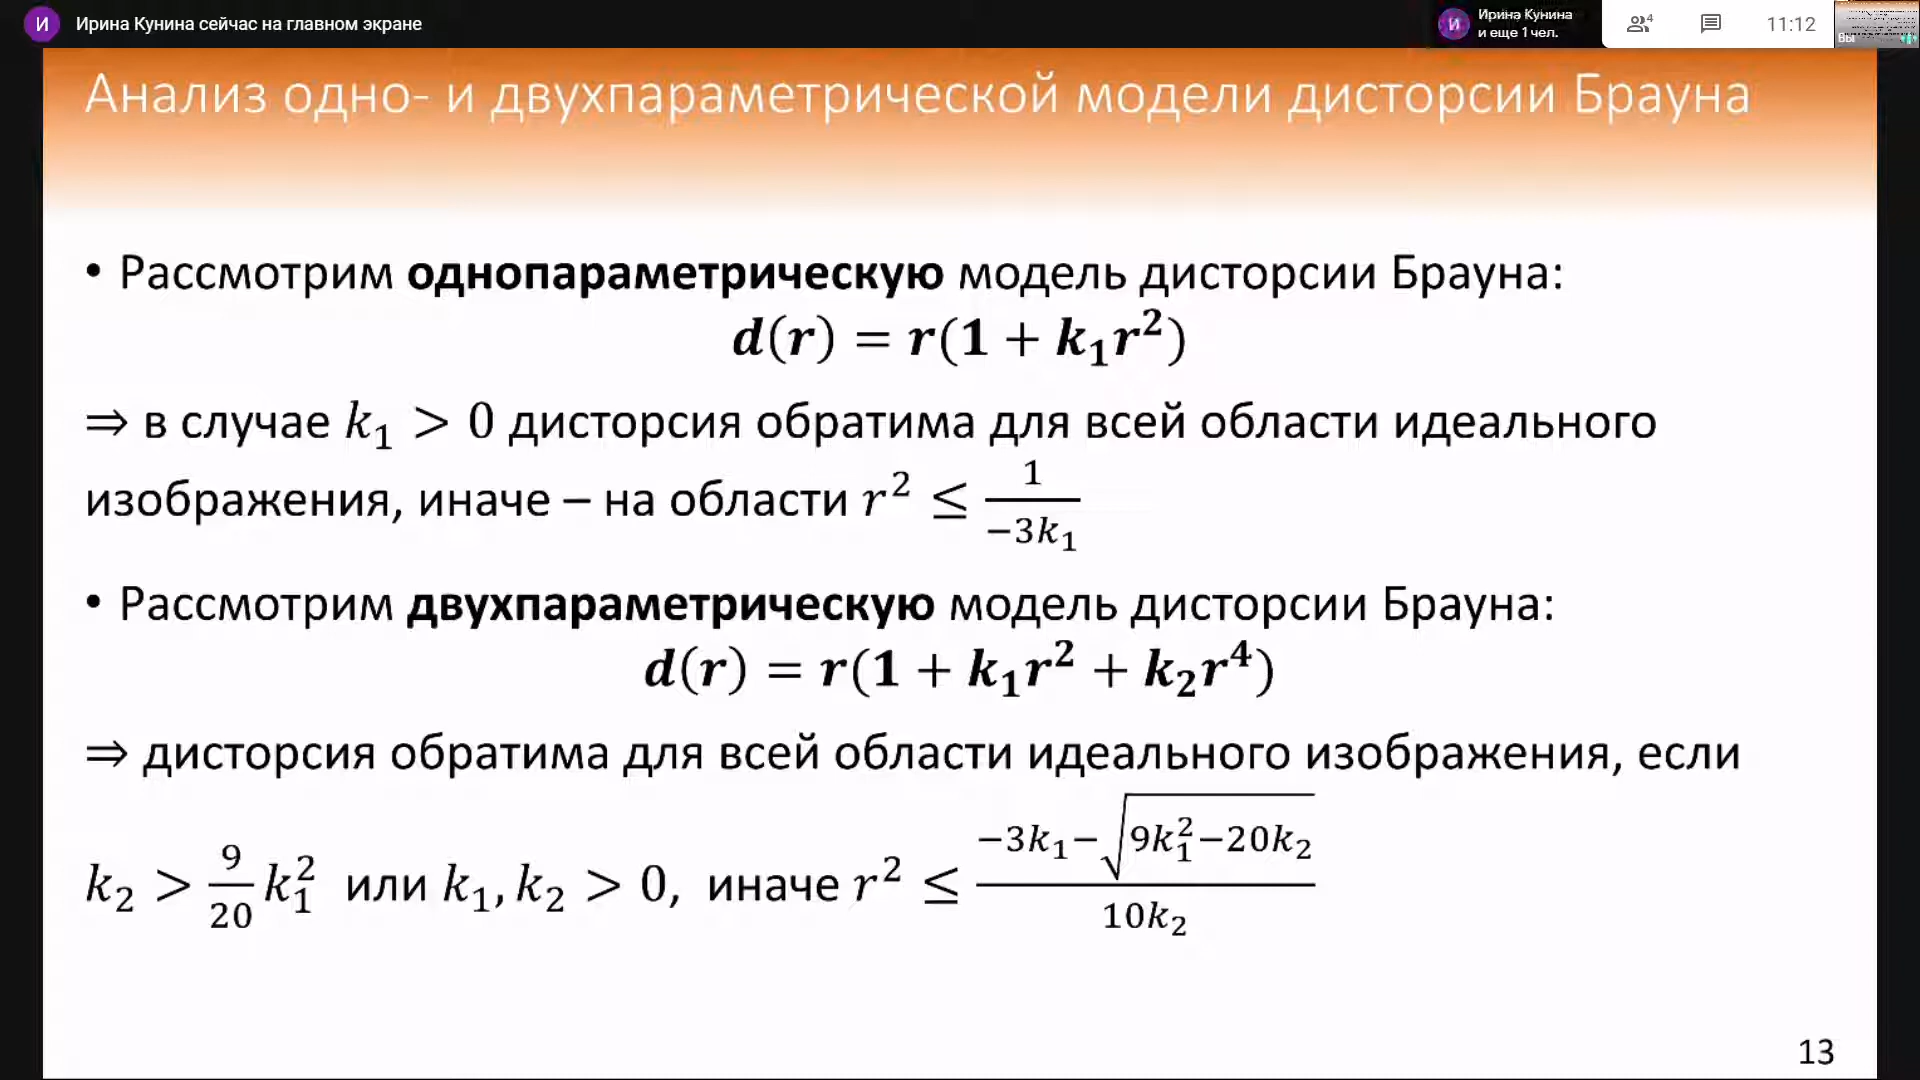 Ирина Кунина сейчас на главном экране
Ирина Кунина
и еще 1 чел.
4
11:12
Вы
Анализ одно- и двухпараметрической модели дисторсии Брауна
• Рассмотрим однопараметрическую модель дисторсии Брауна:
d(r) = r(1 + k₁r²)
⇒ в случае k₁ > 0 дисторсия обратима для всей области идеального
изображения, иначе – на области r² ≤ 1/(−3k₁)
• Рассмотрим двухпараметрическую модель дисторсии Брауна:
d(r) = r(1 + k₁r² + k₂r⁴)
⇒ дисторсия обратима для всей области идеального изображения, если
k₂ > 9/20 k₁² или k₁, k₂ > 0, иначе r² ≤ (−3k₁−√(9k₁²−20k₂))/(10k₂)
13